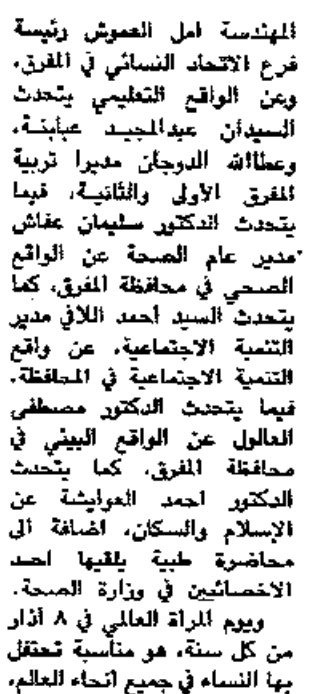 المهندسة امل العموش رئيسة
فرع الاتحاد النسائي في المفرق.
وعن الواقع التعليمي يتحدث
السيدان عبدالمجيد عبابنة،
وعطاالله الدوجان مديرا تربية
المفرق الأولى والثانية، فيما
يتحدث الدكتور سليمان عفاش
مدير عام الصحة عن الواقع
الصحي في محافظة المفرق، كما
يتحدث السيد احمد اللافي مدير
التنمية الاجتماعية، عن واقع
التنمية الاجتماعية في المحافظة.
فيما يتحدث الدكتور مصطفى
العالول عن الواقع البيئي في
محافظة المفرق، كما يتحدث
الدكتور احمد العوايشة عن
الإسلام والسكان، اضافة الى
محاضرة طبية يلقيها احد
الاخصائيين في وزارة الصحة.
ويوم المراة العالمي في ٨ أذار
من كل سنة، هو مناسبة تحتفل
بها النساء في جميع انحاء العالم،